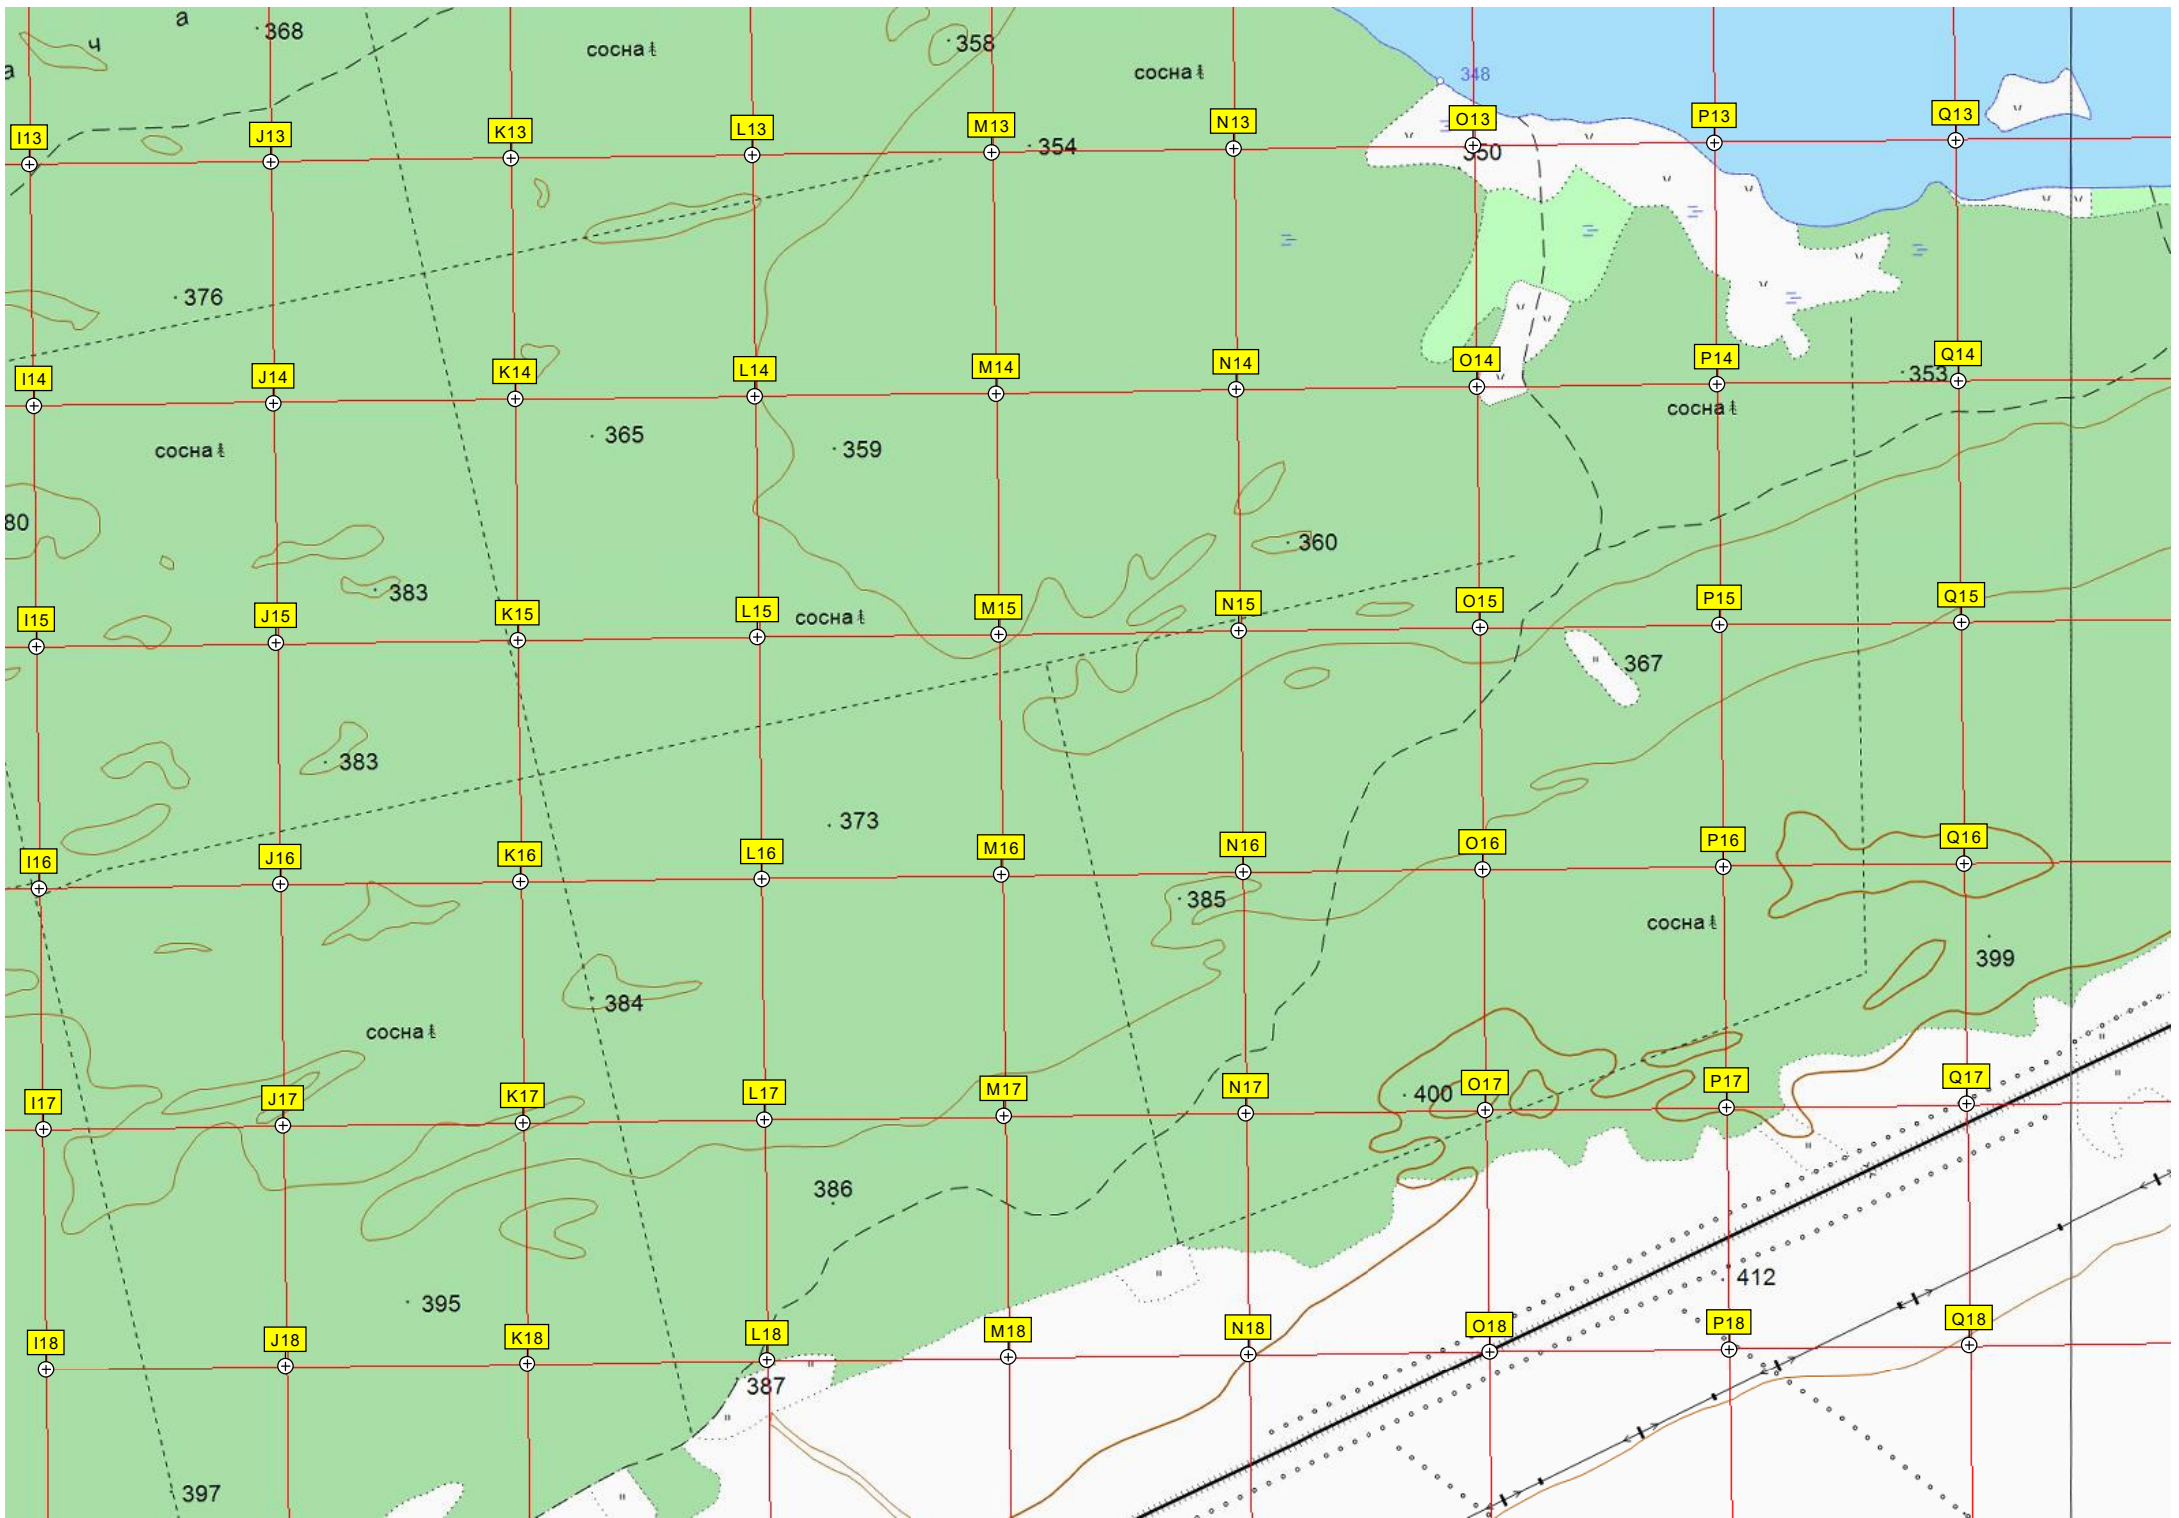 а
368
ч
358
сосна
сосна
а
348
I13
J13
K13
L13
M13
N13
O13
P13
Q13
354
350
376
I14
J14
K14
L14
M14
N14
O14
P14
Q14
353
сосна
365
359
сосна
80
360
383
I15
J15
K15
L15
M15
N15
O15
P15
Q15
сосна
367
383
373
I16
J16
K16
L16
M16
N16
O16
P16
Q16
385
сосна
399
384
сосна
I17
J17
K17
L17
M17
N17
O17
P17
Q17
400
386
412
395
I18
J18
K18
L18
M18
N18
O18
P18
Q18
387
397